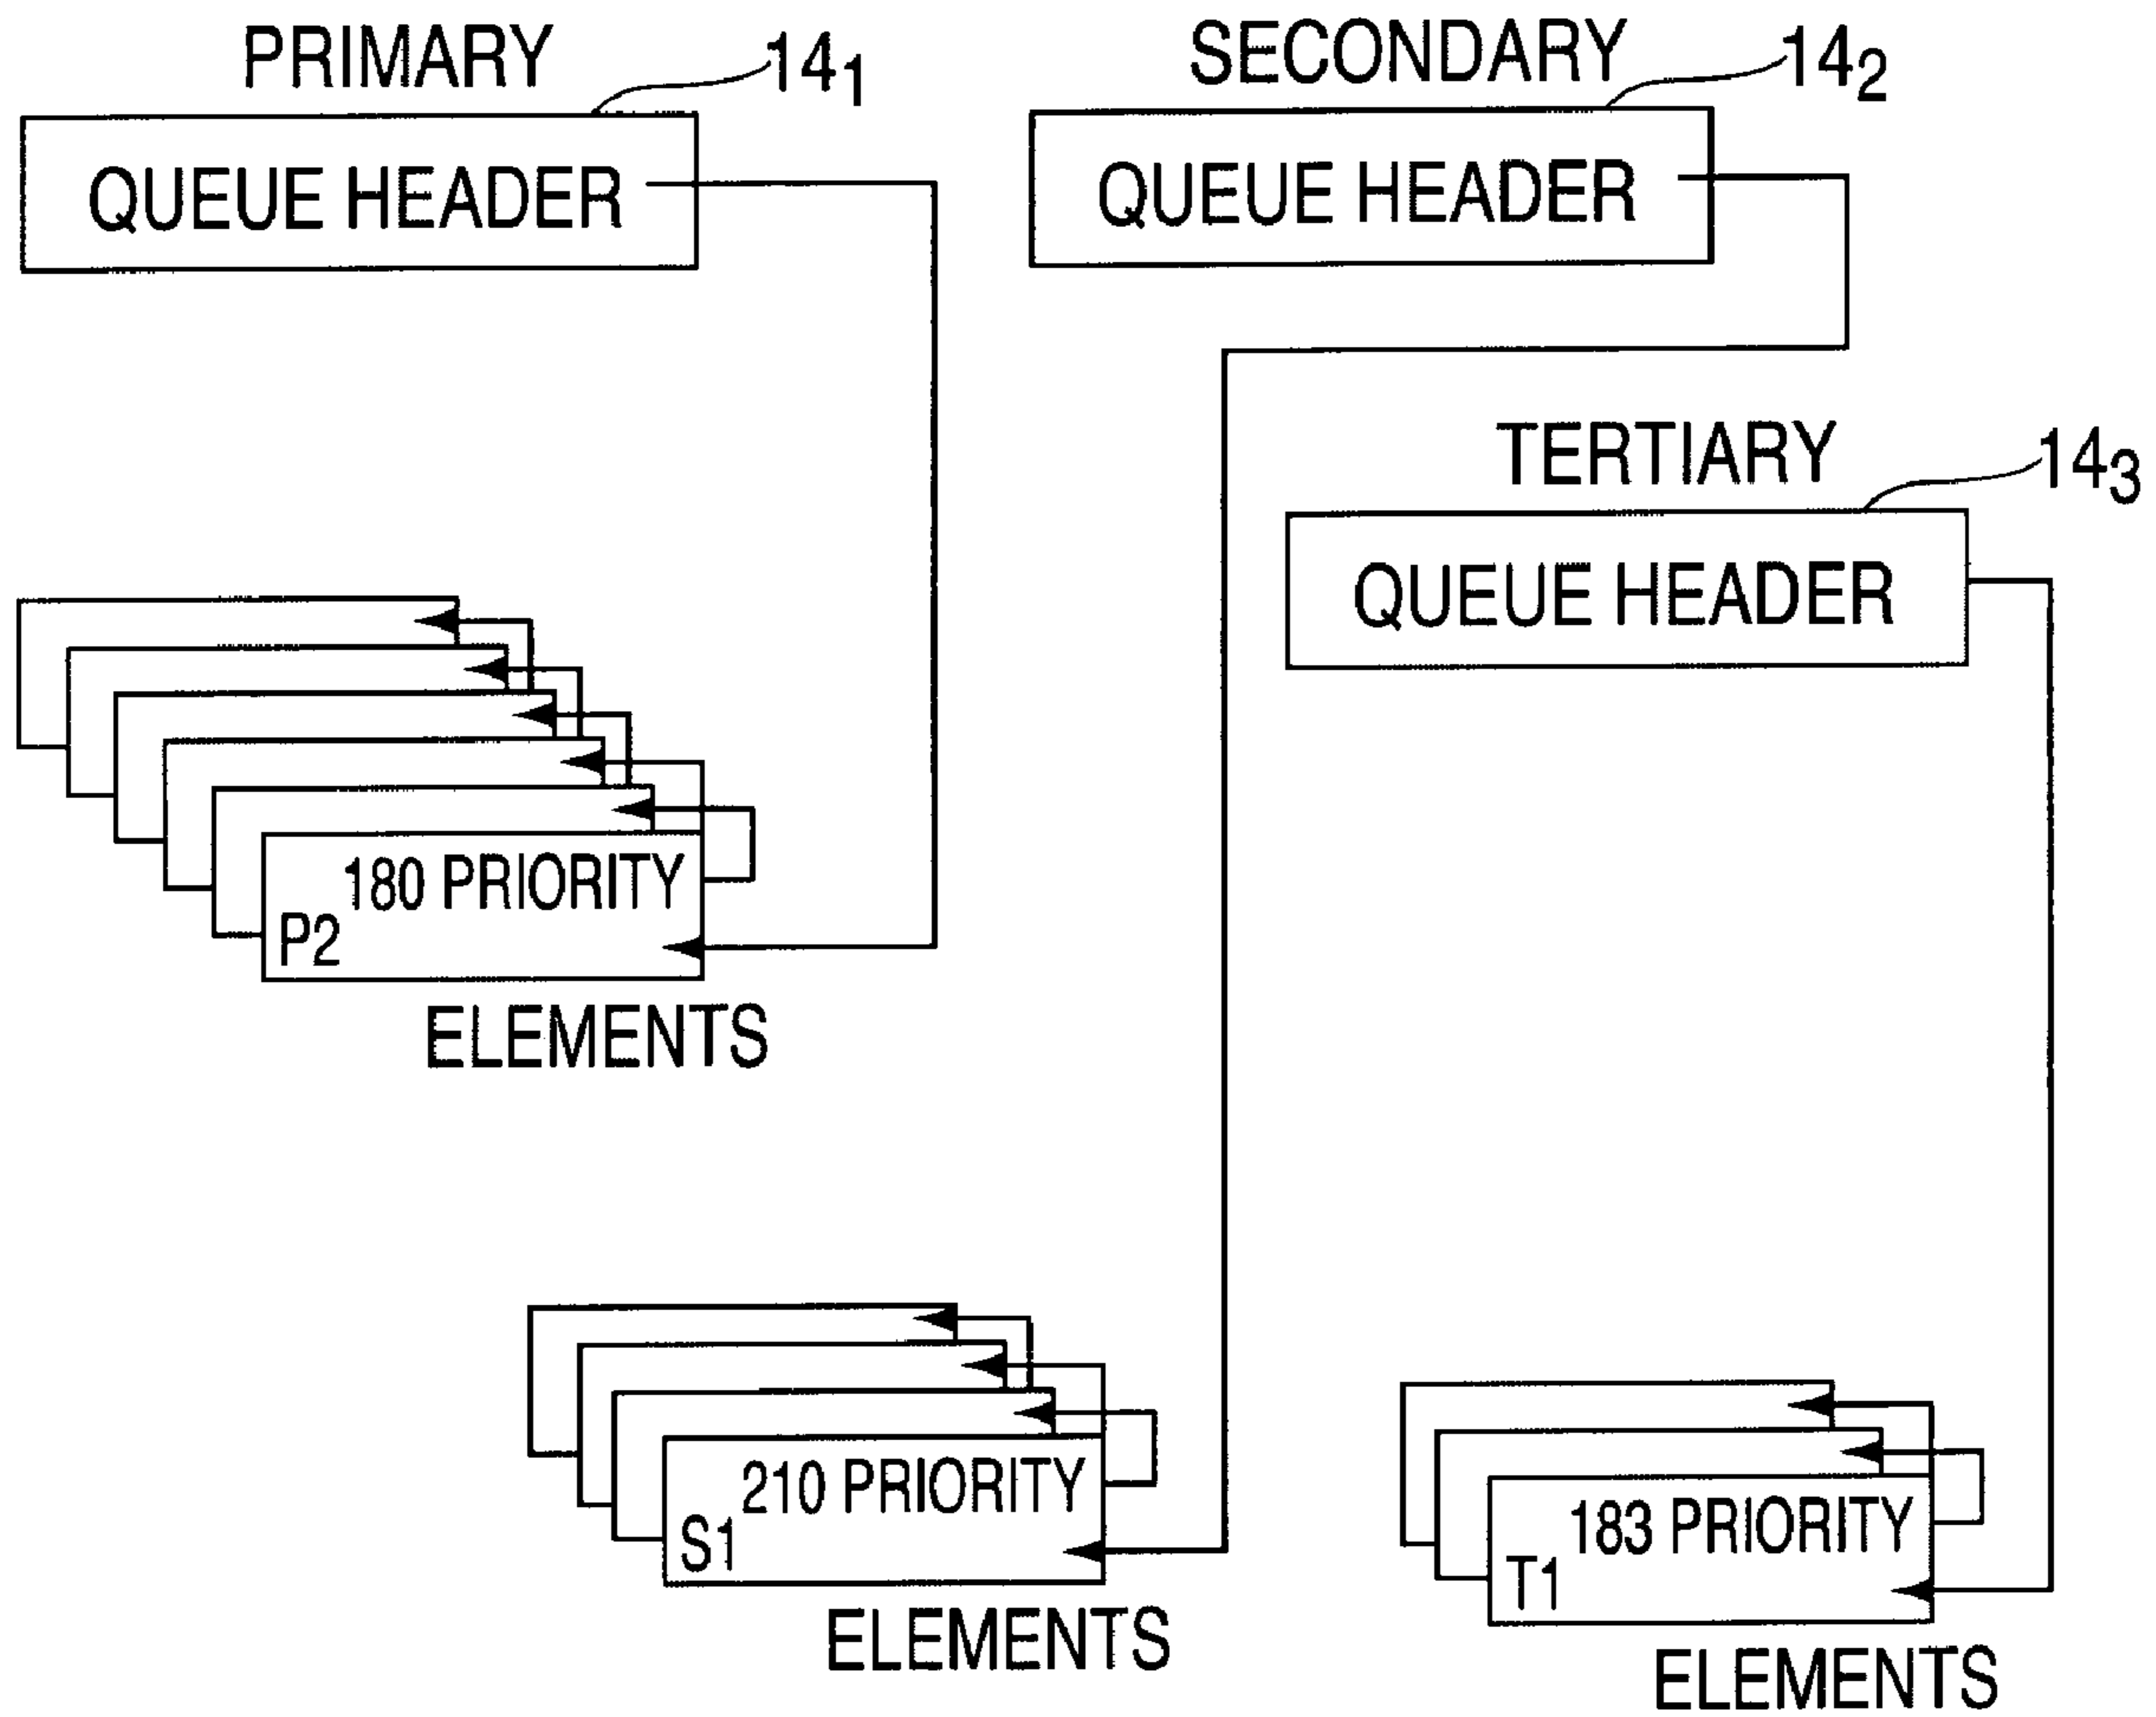 PRIMARY
14₁
QUEUE HEADER
SECONDARY
14₂
QUEUE HEADER
TERTIARY
14₃
QUEUE HEADER
180 PRIORITY
P2
ELEMENTS
210 PRIORITY
S1
ELEMENTS
183 PRIORITY
T1
ELEMENTS